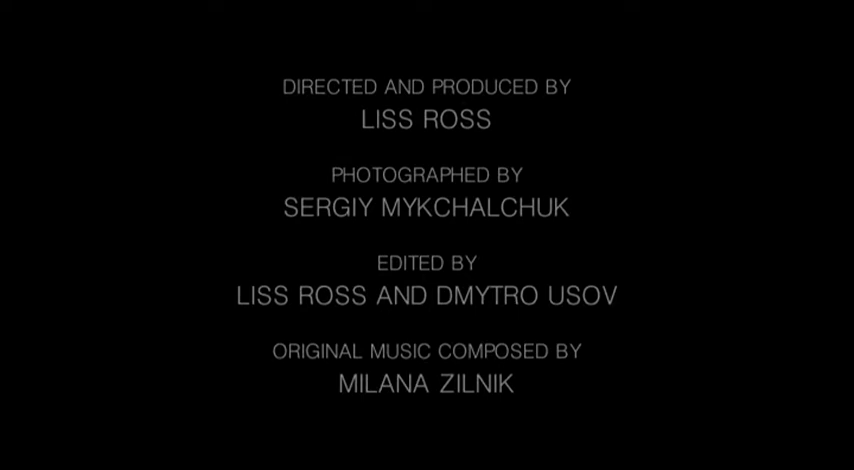 DIRECTED AND PRODUCED BY
LISS ROSS
PHOTOGRAPHED BY
SERGIY MYKCHALCHUK
EDITED BY
LISS ROSS AND DMYTRO USOV
ORIGINAL MUSIC COMPOSED BY
MILANA ZILNIK